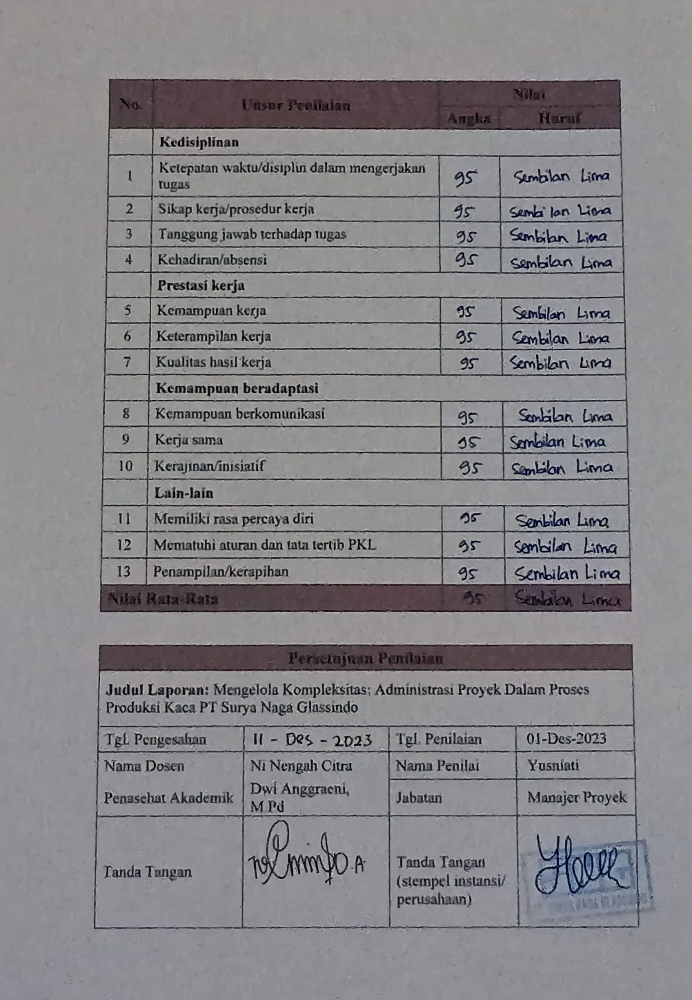 No. Unsur Penilaian Nilai
Angka Huruf
Kedisiplinan
1 Ketepatan waktu/disiplin dalam mengerjakan tugas 95 Sembilan Lima
2 Sikap kerja/prosedur kerja 95 Sembilan Lima
3 Tanggung jawab terhadap tugas 95 Sembilan Lima
4 Kehadiran/absensi 95 Sembilan Lima
Prestasi kerja
5 Kemampuan kerja 95 Sembilan Lima
6 Keterampilan kerja 95 Sembilan Lima
7 Kualitas hasil kerja 95 Sembilan Lima
Kemampuan beradaptasi
8 Kemampuan berkomunikasi 95 Sembilan Lima
9 Kerja sama 95 Sembilan Lima
10 Kerajinan/inisiatif 95 Sembilan Lima
Lain-lain
11 Memiliki rasa percaya diri 95 Sembilan Lima
12 Mematuhi aturan dan tata tertib PKL 95 Sembilan Lima
13 Penampilan/kerapihan 95 Sembilan Lima
Nilai Rata-Rata 95 Sembilan Lima
Persetujuan Penilaian
Judul Laporan: Mengelola Kompleksitas: Administrasi Proyek Dalam Proses
Produksi Kaca PT Surya Naga Glassindo
Tgl. Pengesahan 11 - Des - 2023 Tgl. Penilaian 01-Des-2023
Nama Dosen Penasehat Akademik Ni Nengah Citra Dwi Anggraeni, M.Pd Nama Penilai Yusniati
Jabatan Manajer Proyek
Tanda Tangan Tanda Tangan
(stempel instansi/
perusahaan)